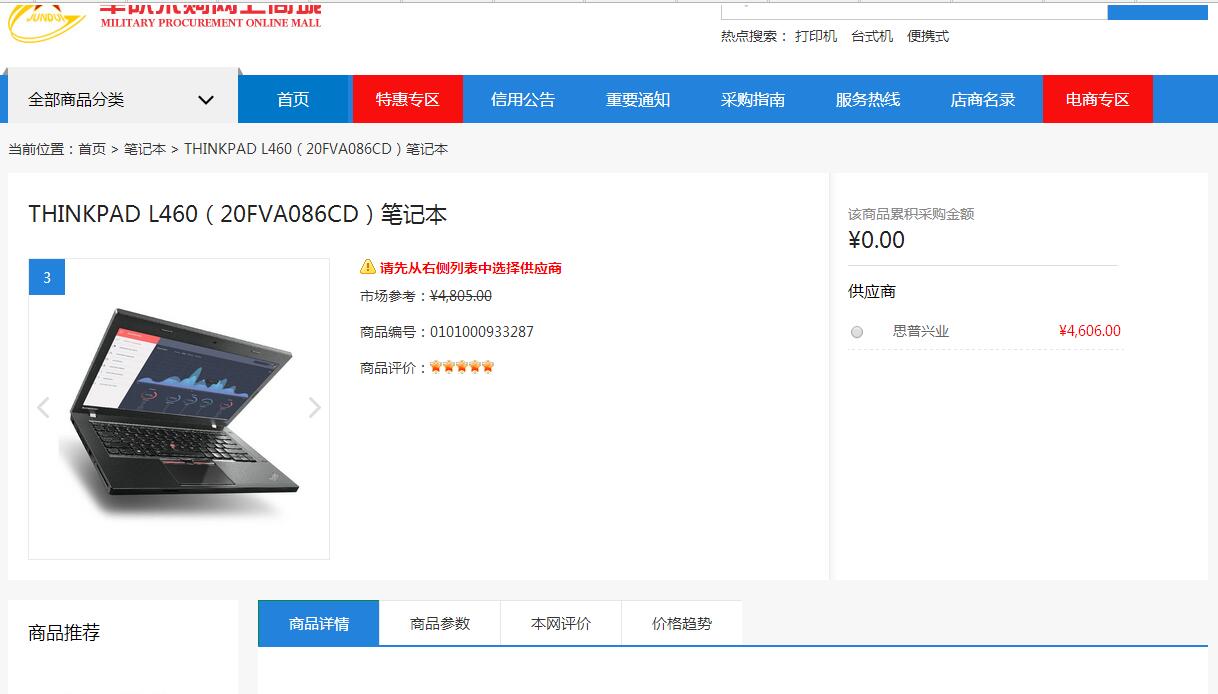 JUNDUI
MILITARY PROCUREMENT ONLINE MALL
热点搜索： 打印机 台式机 便携式
全部商品分类 首页 特惠专区 信用公告 重要通知 采购指南 服务热线 店商名录 电商专区
当前位置：首页 > 笔记本 > THINKPAD L460（20FVA086CD）笔记本
THINKPAD L460（20FVA086CD）笔记本
3
请先从右侧列表中选择供应商
市场参考：¥4,805.00
商品编号：0101000933287
商品评价：
该商品累积采购金额
¥0.00
供应商
思普兴业 ¥4,606.00
商品推荐
商品详情 商品参数 本网评价 价格趋势